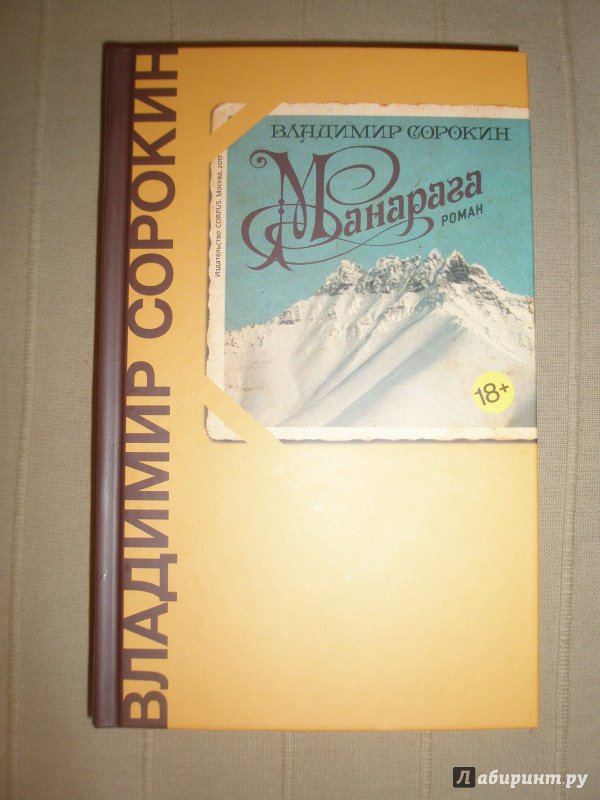 ВЛАДИМИР СОРОКИН
ВЛАДИМИР СОРОКИН
Манарага
РОМАН
Издательство CORPUS. Москва, 2017
18+
Лабиринт.ру